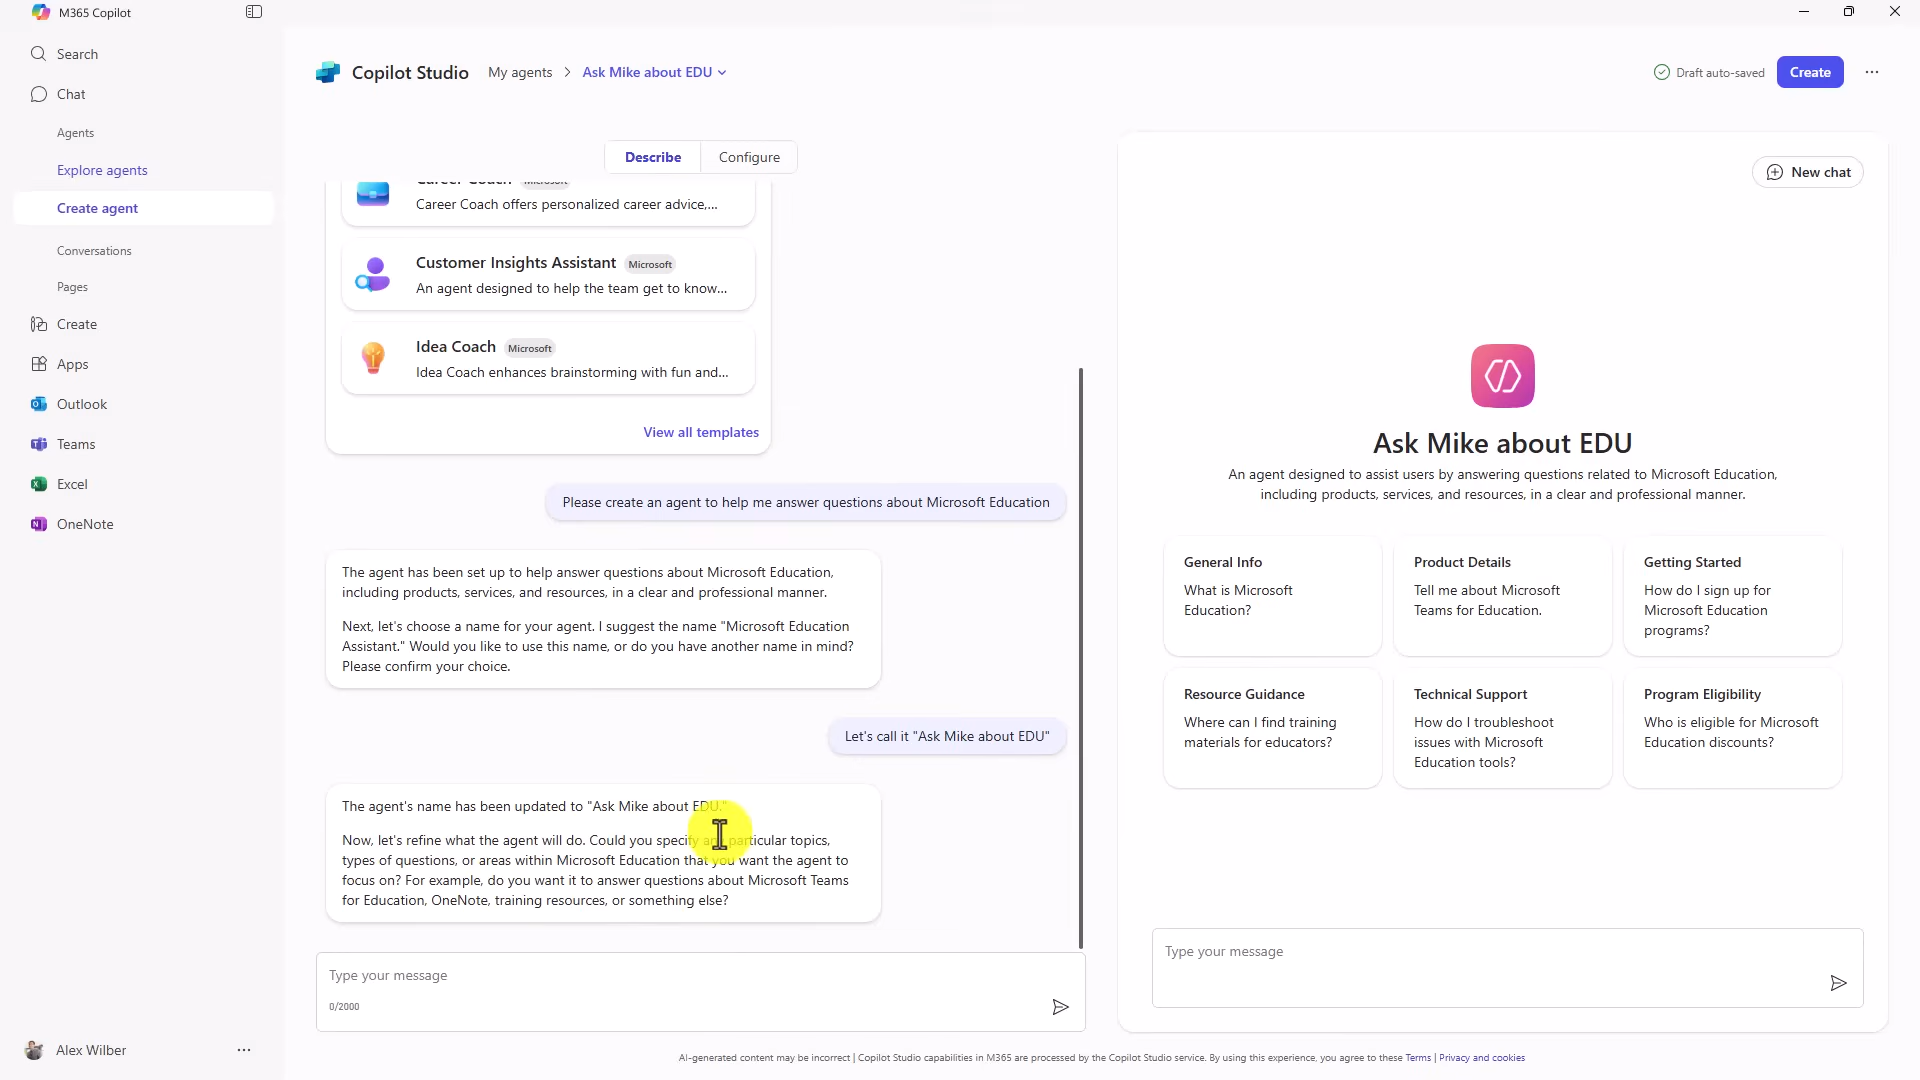 M365 Copilot
Search
Chat
Agents
Explore agents
Create agent
Conversations
Pages
Create
Apps
Outlook
Teams
Excel
OneNote
Alex Wilber
Copilot Studio
My agents > Ask Mike about EDU
Draft auto-saved
Create
Describe
Configure
Career Coach Microsoft
Career Coach offers personalized career advice,...
Customer Insights Assistant Microsoft
An agent designed to help the team get to know...
Idea Coach Microsoft
Idea Coach enhances brainstorming with fun and...
View all templates
Please create an agent to help me answer questions about Microsoft Education
The agent has been set up to help answer questions about Microsoft Education,
including products, services, and resources, in a clear and professional manner.
Next, let's choose a name for your agent. I suggest the name "Microsoft Education
Assistant." Would you like to use this name, or do you have another name in mind?
Please confirm your choice.
Let's call it "Ask Mike about EDU"
The agent's name has been updated to "Ask Mike about EDU."
Now, let's refine what the agent will do. Could you specify any particular topics,
types of questions, or areas within Microsoft Education that you want the agent to
focus on? For example, do you want it to answer questions about Microsoft Teams
for Education, OneNote, training resources, or something else?
Type your message
0/2000
New chat
Ask Mike about EDU
An agent designed to assist users by answering questions related to Microsoft Education,
including products, services, and resources, in a clear and professional manner.
General Info
What is Microsoft
Education?
Product Details
Tell me about Microsoft
Teams for Education.
Getting Started
How do I sign up for
Microsoft Education
programs?
Resource Guidance
Where can I find training
materials for educators?
Technical Support
How do I troubleshoot
issues with Microsoft
Education tools?
Program Eligibility
Who is eligible for Microsoft
Education discounts?
Type your message
AI-generated content may be incorrect | Copilot Studio capabilities in M365 are processed by the Copilot Studio service. By using this experience, you agree to these Terms | Privacy and cookies